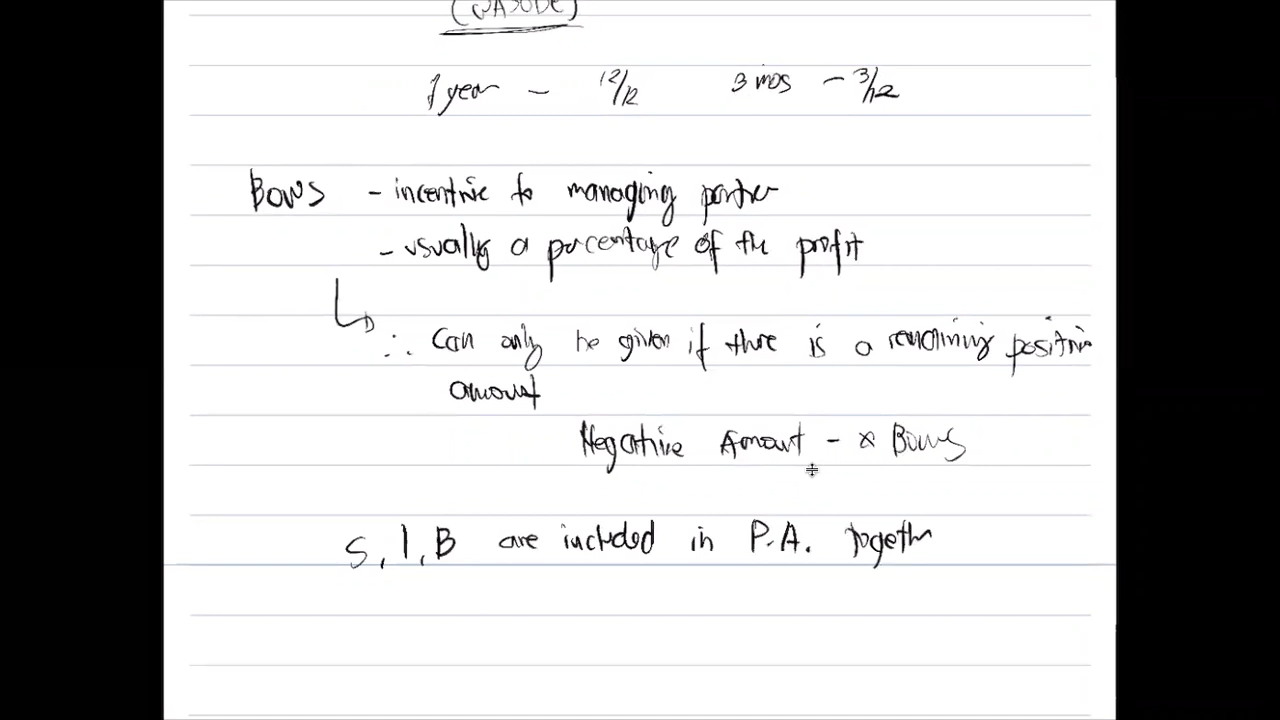 1 year - 12/12 3 mos - 3/12
Bonus - incentive to managing partner
- usually a percentage of the profit
∴ can only be given if there is a remaining positive
amount
Negative Amount - × Bonus
S, I, B are included in P.A. together